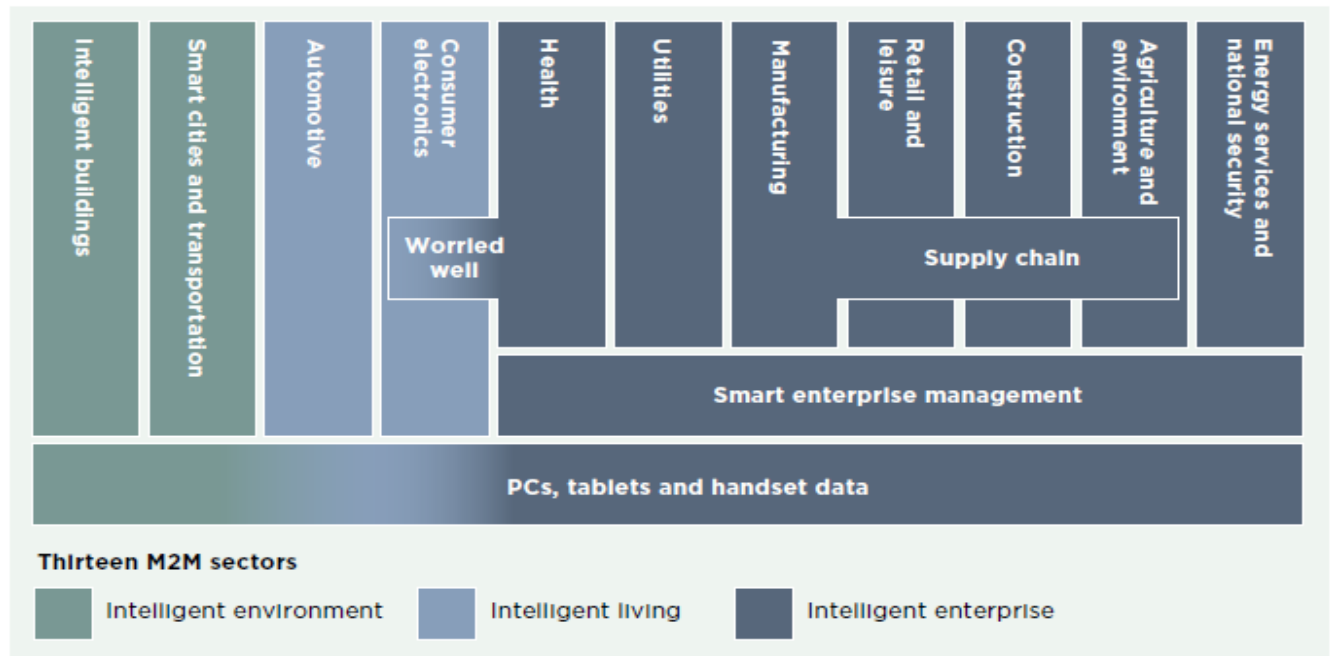 Intelligent buildings
Smart cities and transportation
Automotive
Consumer
electronics
Health
Utilities
Manufacturing
Retail and
leisure
Construction
Agriculture and
environment
Energy services and
national security
Worried
well
Supply chain
Smart enterprise management
PCs, tablets and handset data
Thirteen M2M sectors
Intelligent environment
Intelligent living
Intelligent enterprise